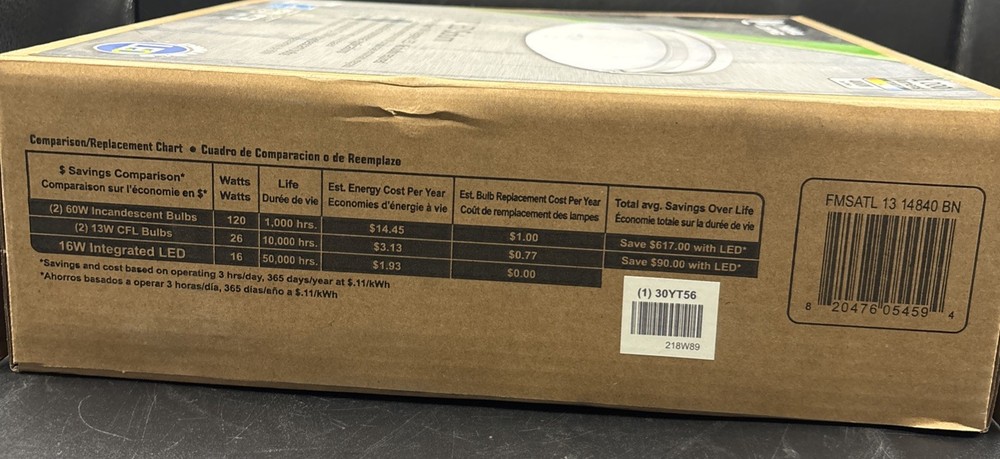 Comparison/Replacement Chart • Cuadro de Comparacion o de Reemplazo
$ Savings Comparison*
Comparaison sur l'économie en $*
Watts
Watts
Life
Durée de vie
Est. Energy Cost Per Year
Economies d'énergie à vie
Est. Bulb Replacement Cost Per Year
Coût de remplacement des lampes
Total avg. Savings Over Life
Économie totale sur la durée de vie
(2) 60W Incandescent Bulbs 120 1,000 hrs. $14.45 $1.00 Save $617.00 with LED*
(2) 13W CFL Bulbs 26 10,000 hrs. $3.13 $0.77 Save $90.00 with LED*
16W Integrated LED 16 50,000 hrs. $1.93 $0.00
*Savings and cost based on operating 3 hrs/day, 365 days/year at $.11/kWh
*Ahorros basados a operar 3 horas/día, 365 dias/año a $.11/kWh
(1) 30YT56
218W89
FMSATL 13 14840 BN
8 20476 05459 4